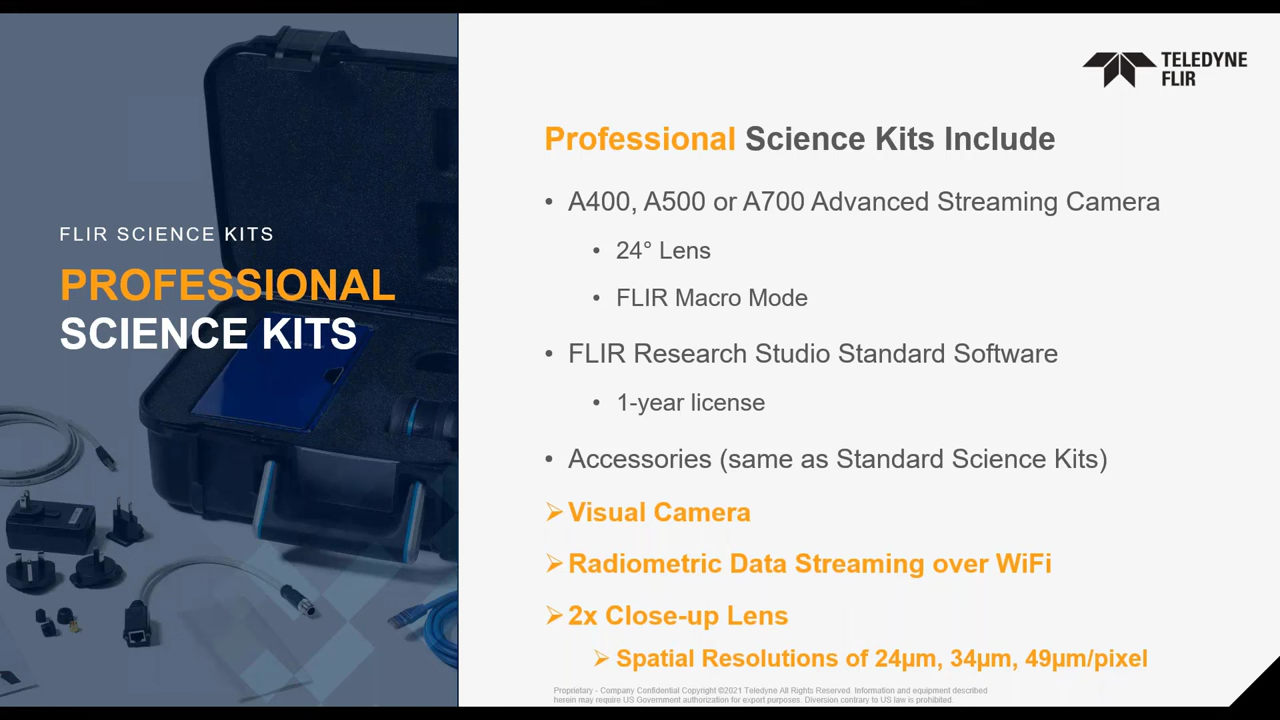 FLIR SCIENCE KITS
PROFESSIONAL
SCIENCE KITS
TELEDYNE
FLIR
Professional Science Kits Include
• A400, A500 or A700 Advanced Streaming Camera
• 24° Lens
• FLIR Macro Mode
• FLIR Research Studio Standard Software
• 1-year license
• Accessories (same as Standard Science Kits)
➢ Visual Camera
➢ Radiometric Data Streaming over WiFi
➢ 2x Close-up Lens
➢ Spatial Resolutions of 24µm, 34µm, 49µm/pixel
Proprietary - Company Confidential Copyright ©2021 Teledyne All Rights Reserved. Information and equipment described
herein may require US Government authorization for export purposes. Diversion contrary to US law is prohibited.